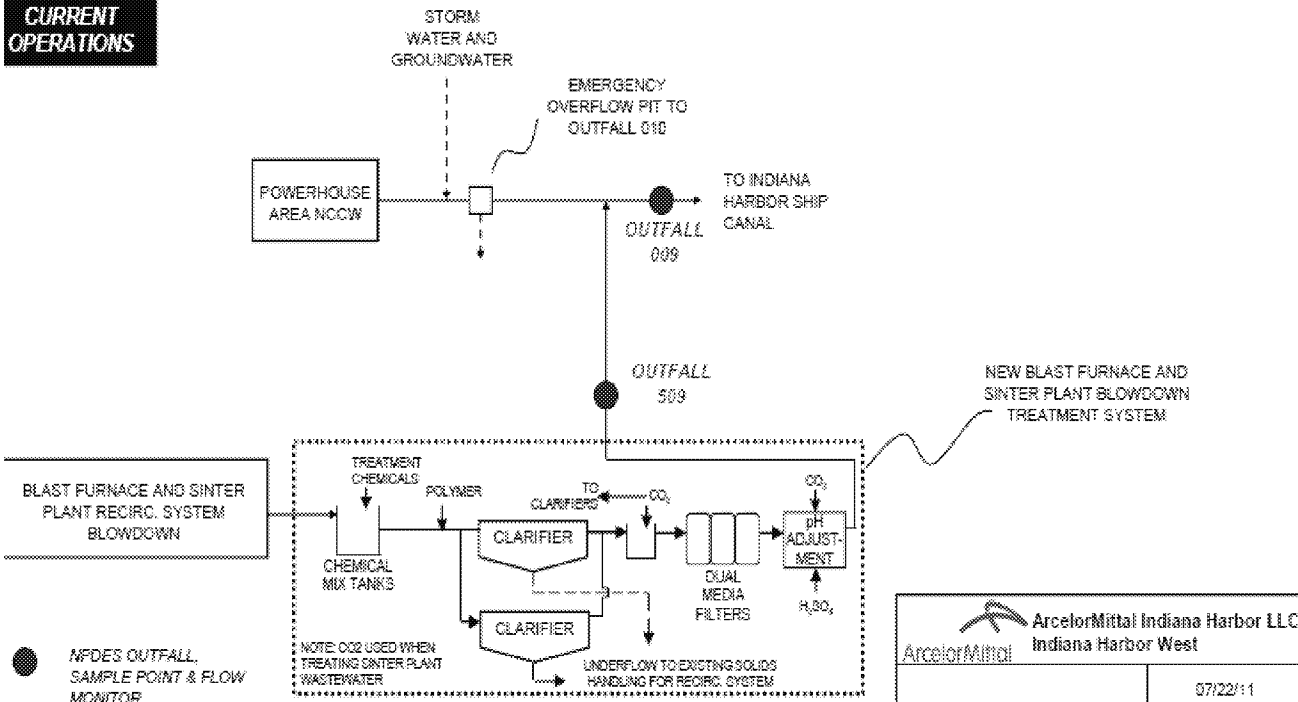 CURRENT
OPERATIONS
STORM
WATER AND
GROUNDWATER
EMERGENCY
OVERFLOW PIT TO
OUTFALL 010
POWERHOUSE
AREA NCCW
TO INDIANA
HARBOR SHIP
CANAL
OUTFALL
009
OUTFALL
509
NEW BLAST FURNACE AND
SINTER PLANT BLOWDOWN
TREATMENT SYSTEM
BLAST FURNACE AND SINTER
PLANT RECIRC. SYSTEM
BLOWDOWN
TREATMENT
CHEMICALS
POLYMER
TO
CLARIFIERS
CO₂
CO₂
CLARIFIER
pH
ADJUST-
MENT
CHEMICAL
MIX TANKS
DUAL
MEDIA
FILTERS
H₂SO₄
CLARIFIER
NOTE: CO2 USED WHEN
TREATING SINTER PLANT
WASTEWATER
UNDERFLOW TO EXISTING SOLIDS
HANDLING FOR RECIRC. SYSTEM
NPDES OUTFALL,
SAMPLE POINT & FLOW
MONITOR
ArcelorMittal
ArcelorMittal Indiana Harbor LLC
Indiana Harbor West
07/22/11